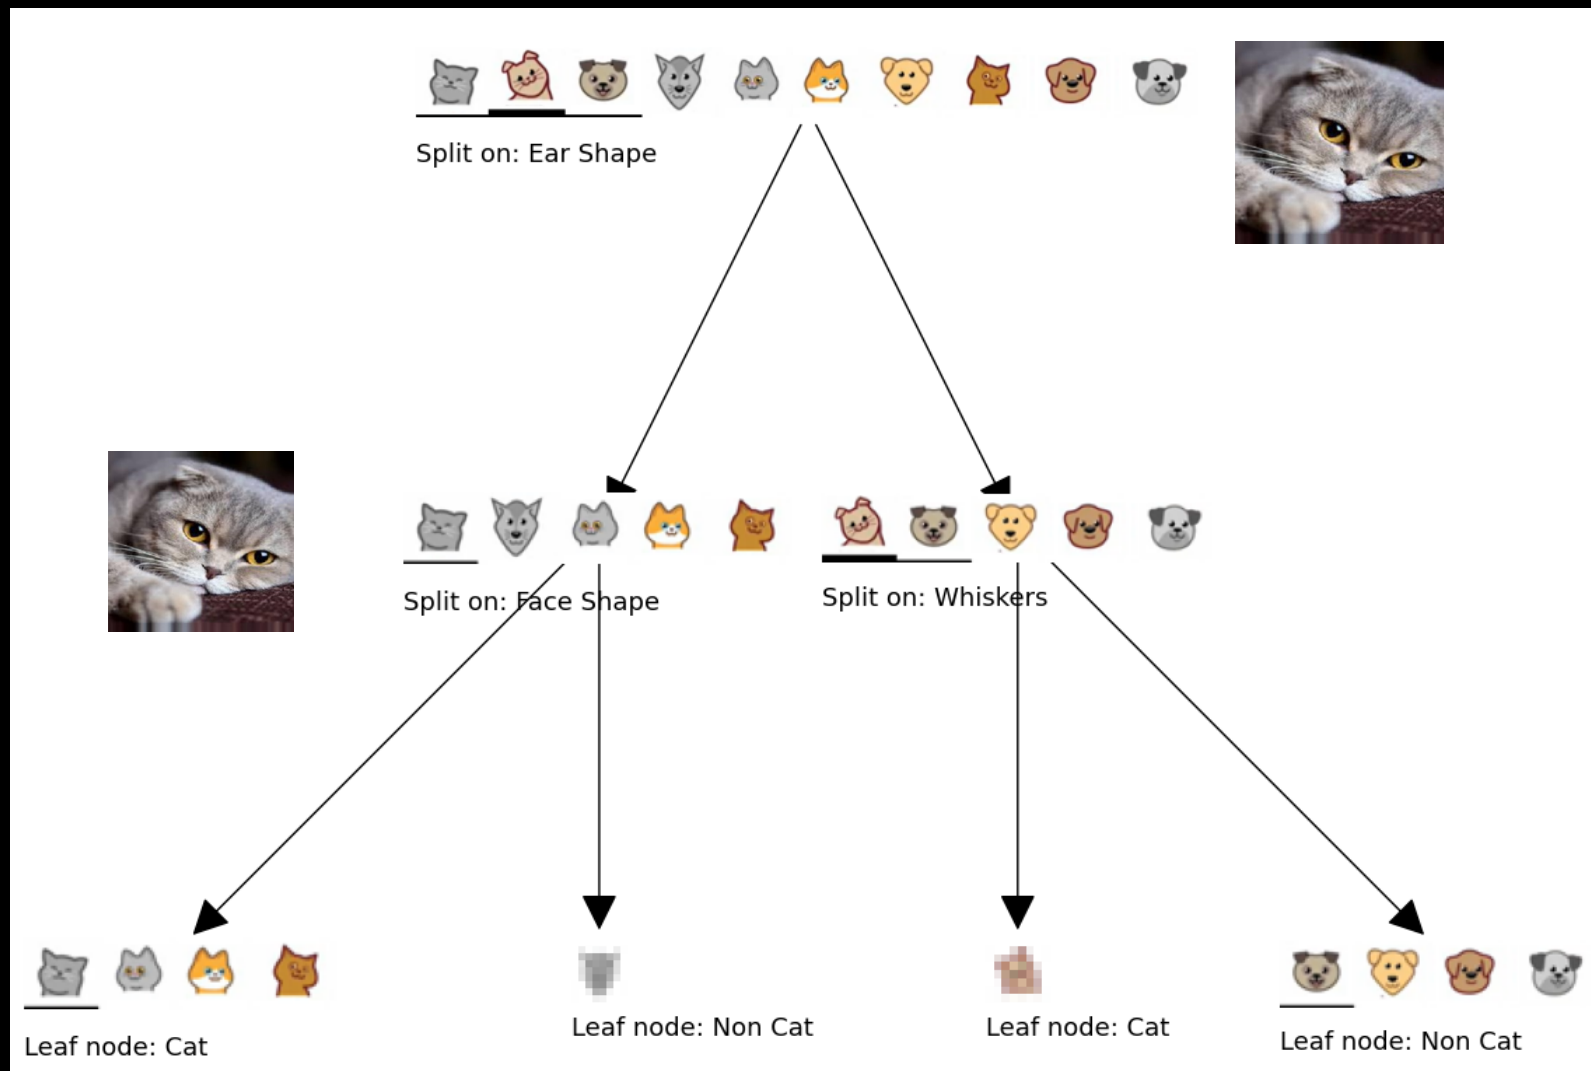 Split on: Ear Shape
Split on: Face Shape
Split on: Whiskers
Leaf node: Cat
Leaf node: Non Cat
Leaf node: Cat
Leaf node: Non Cat